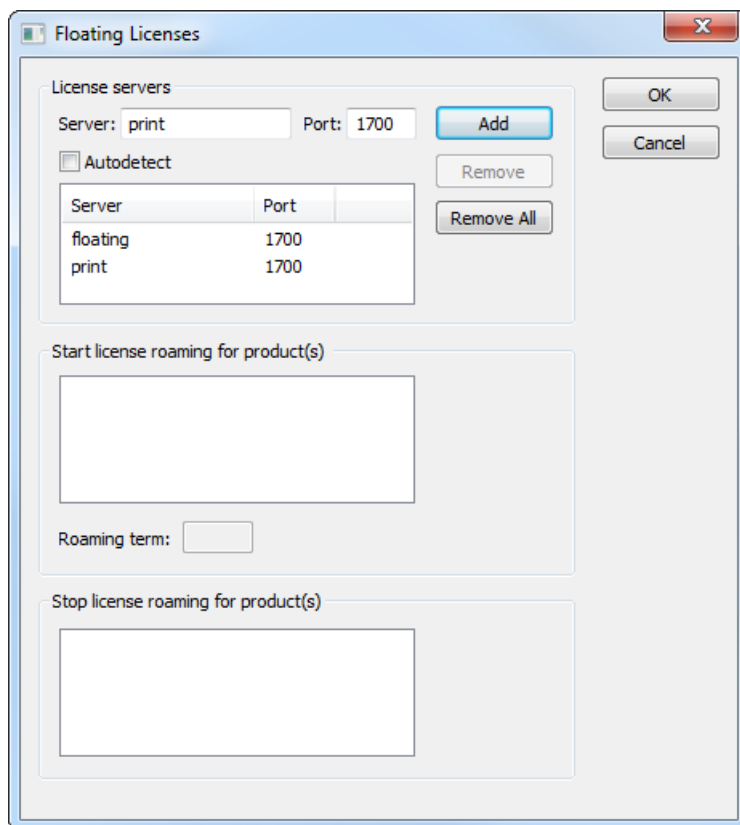 Floating Licenses
License servers
Server: print Port: 1700 Add
Autodetect
Remove
Remove All
Server Port
floating 1700
print 1700
OK
Cancel
Start license roaming for product(s)
Roaming term:
Stop license roaming for product(s)